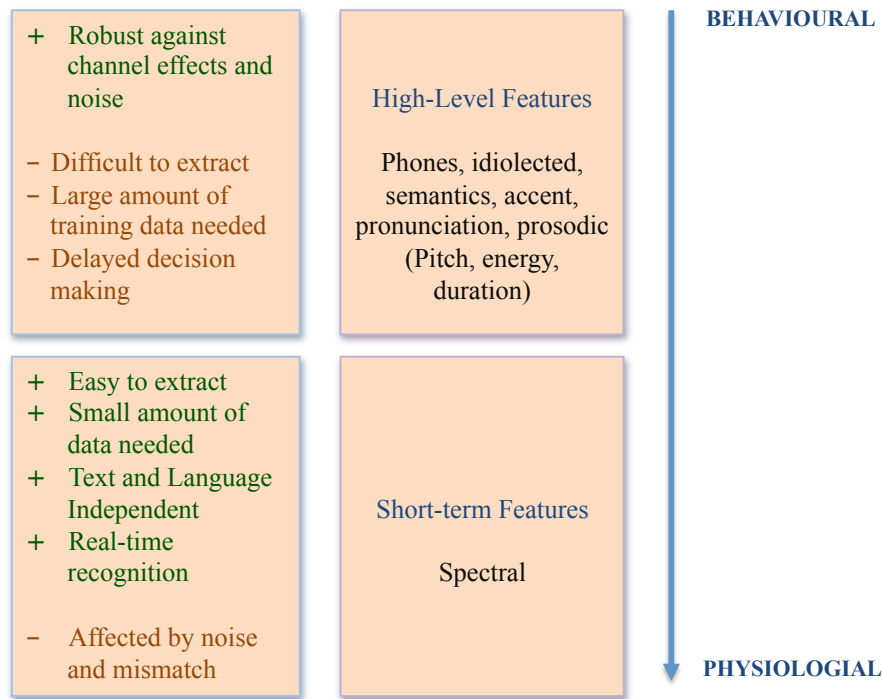 BEHAVIOURAL
+ Robust against
channel effects and
noise
– Difficult to extract
– Large amount of
training data needed
– Delayed decision
making
High-Level Features
Phones, idiolected,
semantics, accent,
pronunciation, prosodic
(Pitch, energy,
duration)
+ Easy to extract
+ Small amount of
data needed
+ Text and Language
Independent
+ Real-time
recognition
– Affected by noise
and mismatch
Short-term Features
Spectral
PHYSIOLOGIAL